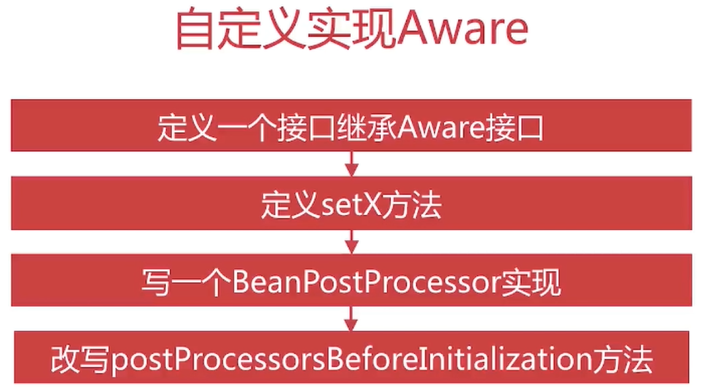 自定义实现Aware
定义一个接口继承Aware接口
定义setX方法
写一个BeanPostProcessor实现
改写postProcessorsBeforeInitialization方法